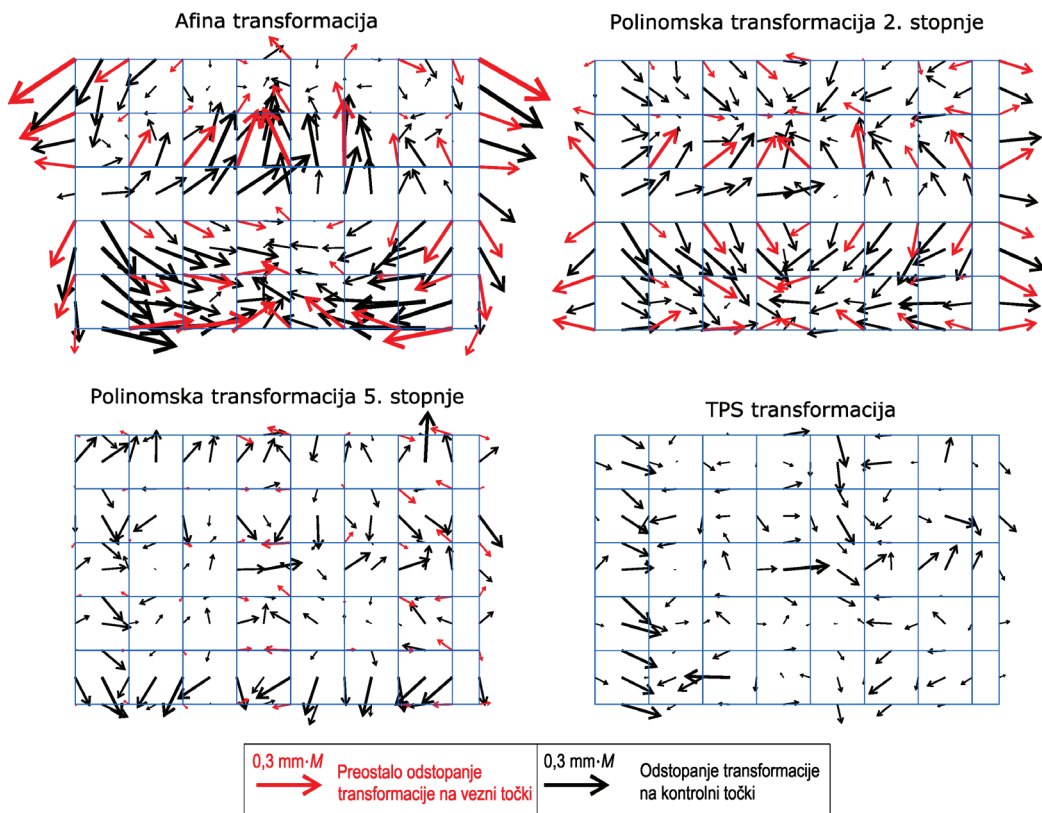 Afina transformacija
Polinomska transformacija 2. stopnje
Polinomska transformacija 5. stopnje
TPS transformacija
0,3 mm·M
Preostalo odstopanje
transformacije na vezni točki
0,3 mm·M
Odstopanje transformacije
na kontrolni točki